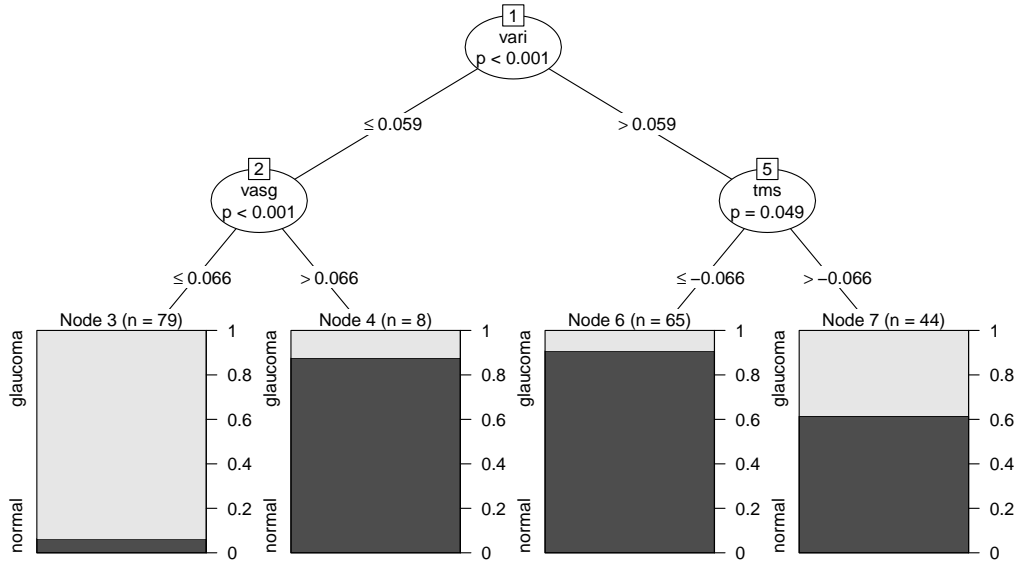 1
vari
p < 0.001
≤ 0.059
> 0.059
2
vasg
p < 0.001
5
tms
p = 0.049
≤ 0.066
> 0.066
≤ −0.066
> −0.066
Node 3 (n = 79)
glaucoma
normal
1
0.8
0.6
0.4
0.2
0
Node 4 (n = 8)
glaucoma
normal
1
0.8
0.6
0.4
0.2
0
Node 6 (n = 65)
glaucoma
normal
1
0.8
0.6
0.4
0.2
0
Node 7 (n = 44)
glaucoma
normal
1
0.8
0.6
0.4
0.2
0